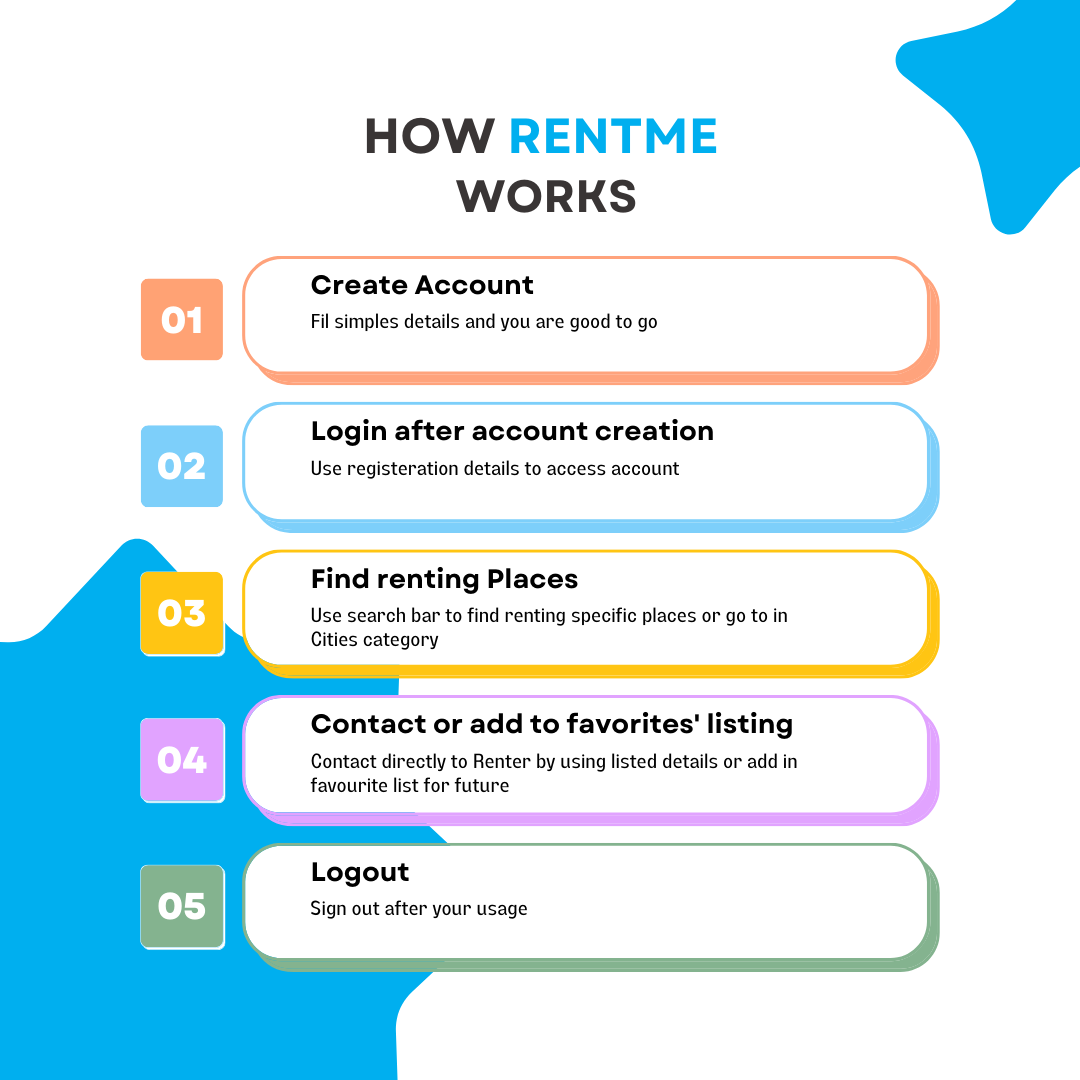 HOW RENTME
WORKS
01
Create Account
Fil simples details and you are good to go
02
Login after account creation
Use registeration details to access account
03
Find renting Places
Use search bar to find renting specific places or go to in
Cities category
04
Contact or add to favorites' listing
Contact directly to Renter by using listed details or add in
favourite list for future
05
Logout
Sign out after your usage